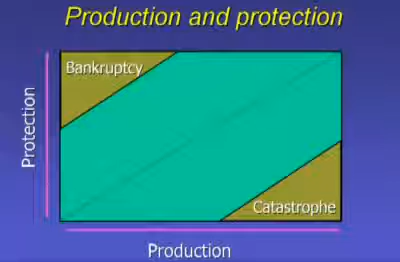 Production and protection
Bankruptcy
Protection
Catastrophe
Production